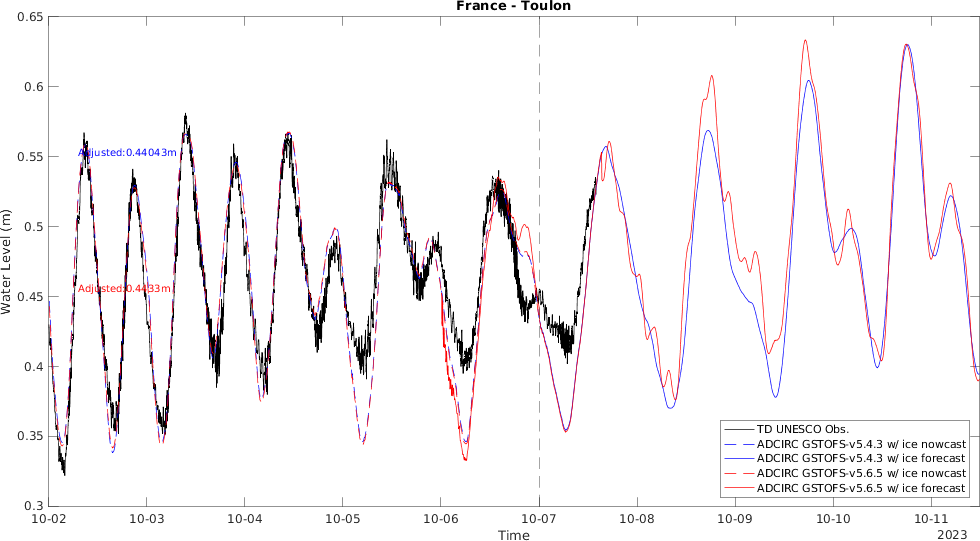 France - Toulon
Water Level (m)
0.65
0.6
0.55
0.5
0.45
0.4
0.35
0.3
Adjusted:0.44043m
Adjusted:0.4433m
TD UNESCO Obs.
ADCIRC GSTOFS-v5.4.3 w/ ice nowcast
ADCIRC GSTOFS-v5.4.3 w/ ice forecast
ADCIRC GSTOFS-v5.6.5 w/ ice nowcast
ADCIRC GSTOFS-v5.6.5 w/ ice forecast
10-02 10-03 10-04 10-05 10-06 10-07 10-08 10-09 10-10 10-11
Time
2023